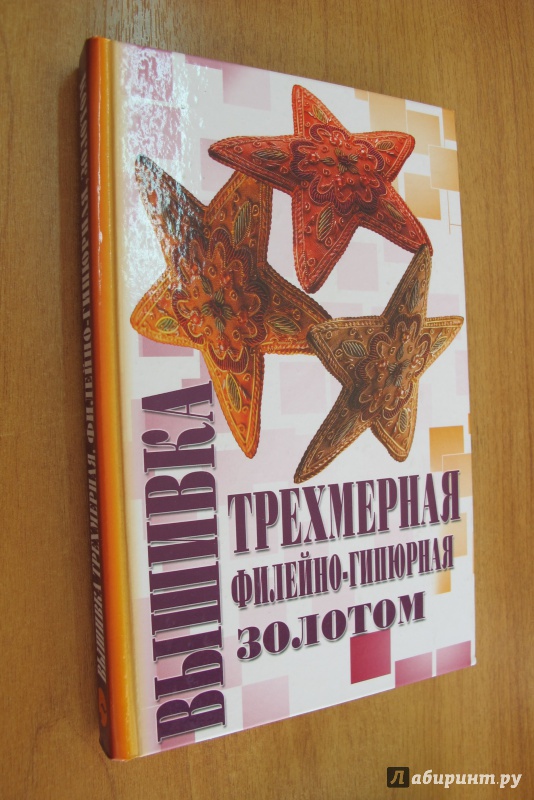 ВЫШИВКА ТРЕХМЕРНАЯ, ФИЛЕЙНО-ГИПЮРНАЯ, ЗОЛОТОМ
ВЫШИВКА
ТРЕХМЕРНАЯ
ФИЛЕЙНО-ГИПЮРНАЯ
ЗОЛОТОМ
Лабиринт.ру